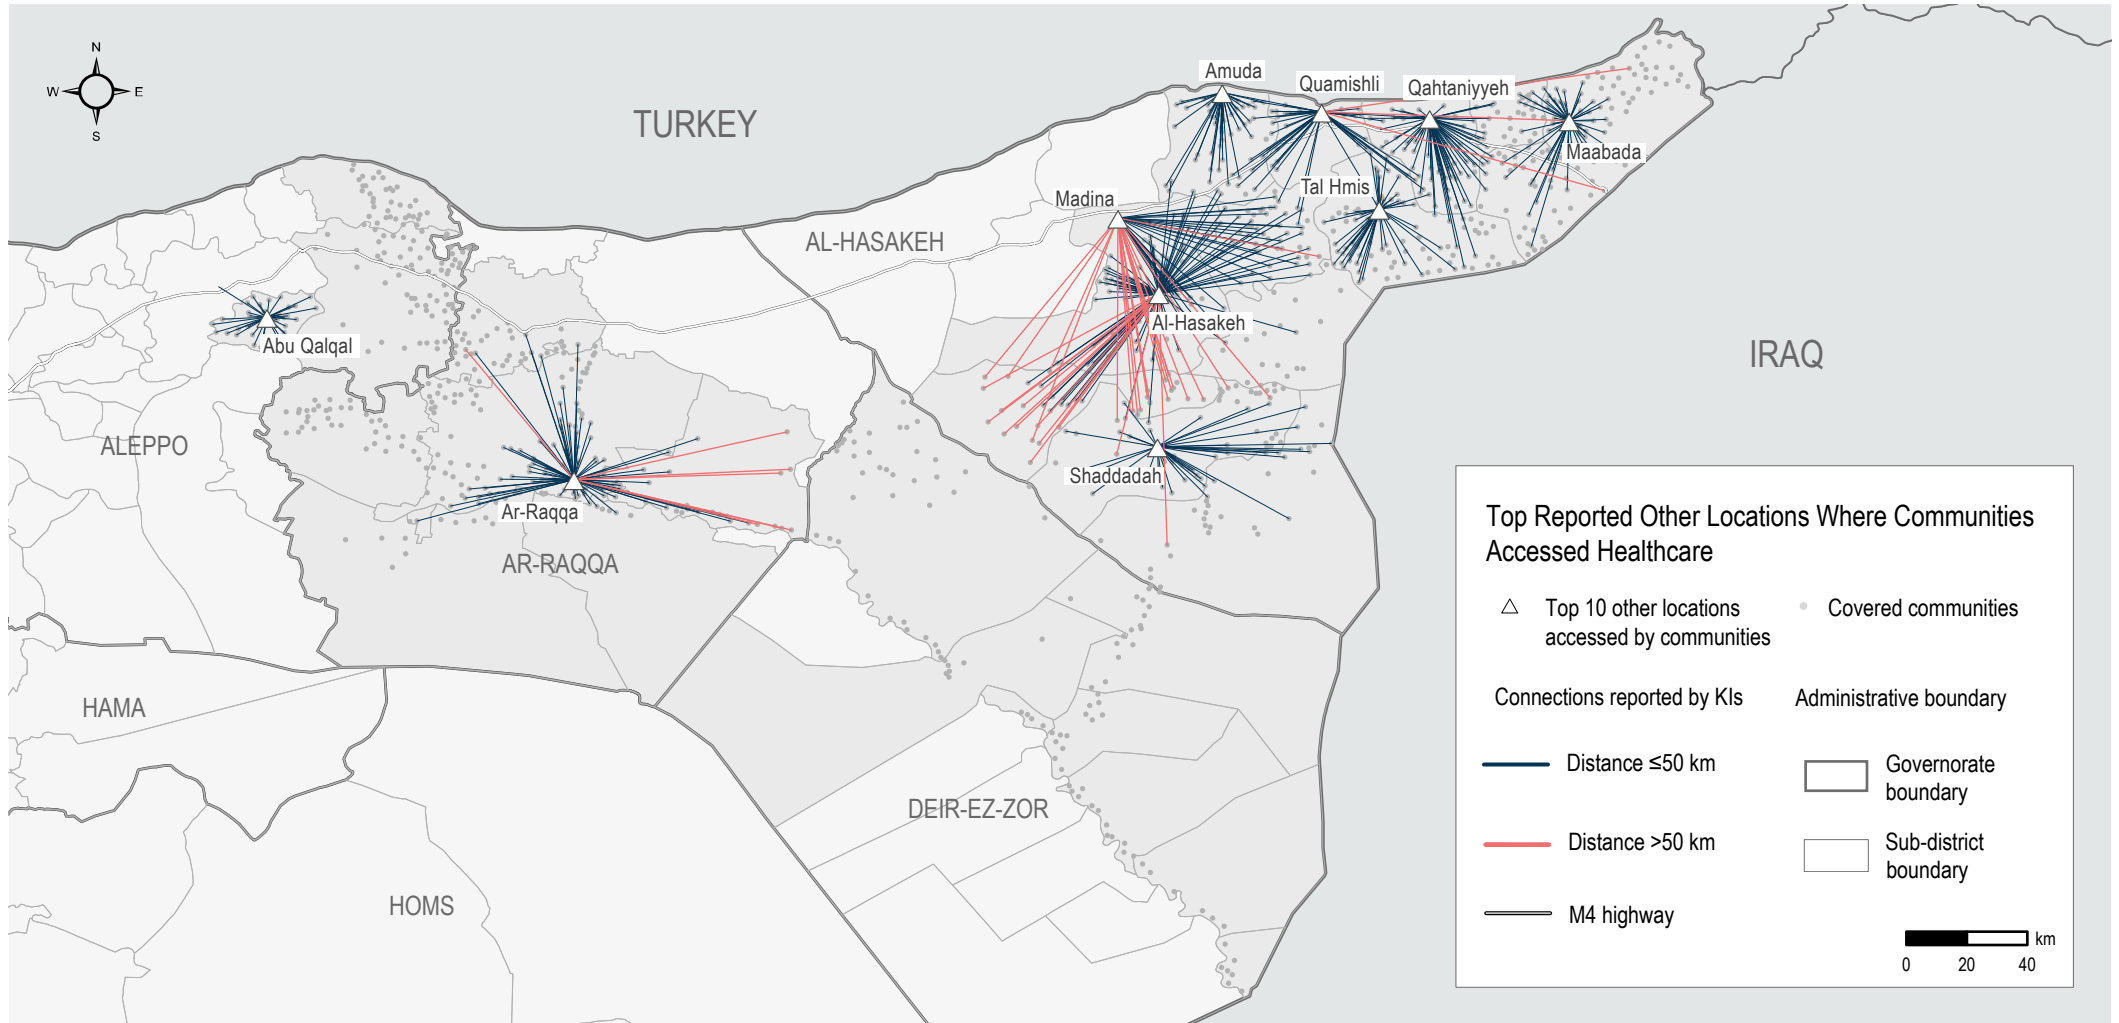 N
W
E
S
TURKEY
Amuda
Quamishli
Qahtaniyyeh
Maabada
Tal Hmis
Madina
AL-HASAKEH
Al-Hasakeh
Abu Qalqal
IRAQ
ALEPPO
Shaddadah
Ar-Raqqa
AR-RAQQA
HAMA
DEIR-EZ-ZOR
HOMS
Top Reported Other Locations Where Communities
Accessed Healthcare
Top 10 other locations
accessed by communities
Covered communities
Connections reported by KIs
Administrative boundary
Distance ≤50 km
Governorate
boundary
Distance >50 km
Sub-district
boundary
M4 highway
km
0 20 40